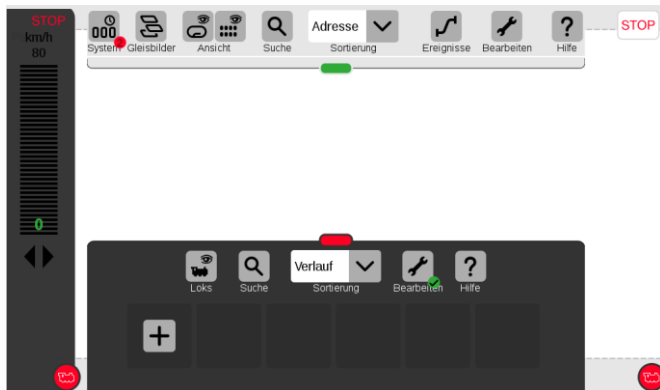 STOP
km/h
80
0
System
2
Gleisbilder
Ansicht
Suche
Adresse
Sortierung
Ereignisse
Bearbeiten
?
Hilfe
STOP
Loks
Suche
Verlauf
Sortierung
Bearbeiten
?
Hilfe